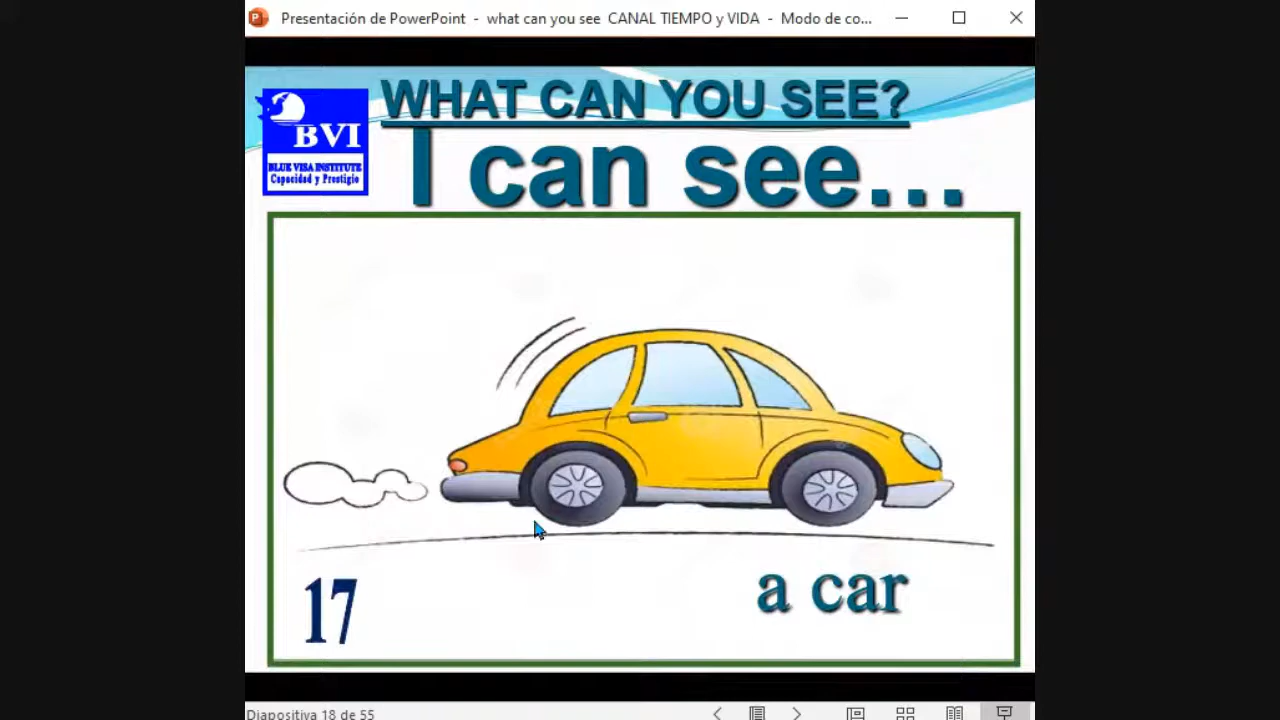 Presentación de PowerPoint - what can you see CANAL TIEMPO y VIDA - Modo de co...
WHAT CAN YOU SEE?
I can see...
BVI
BLUE VISA INSTITUTE
Capacidad y Prestigio
a car
17
Diapositiva 18 de 55